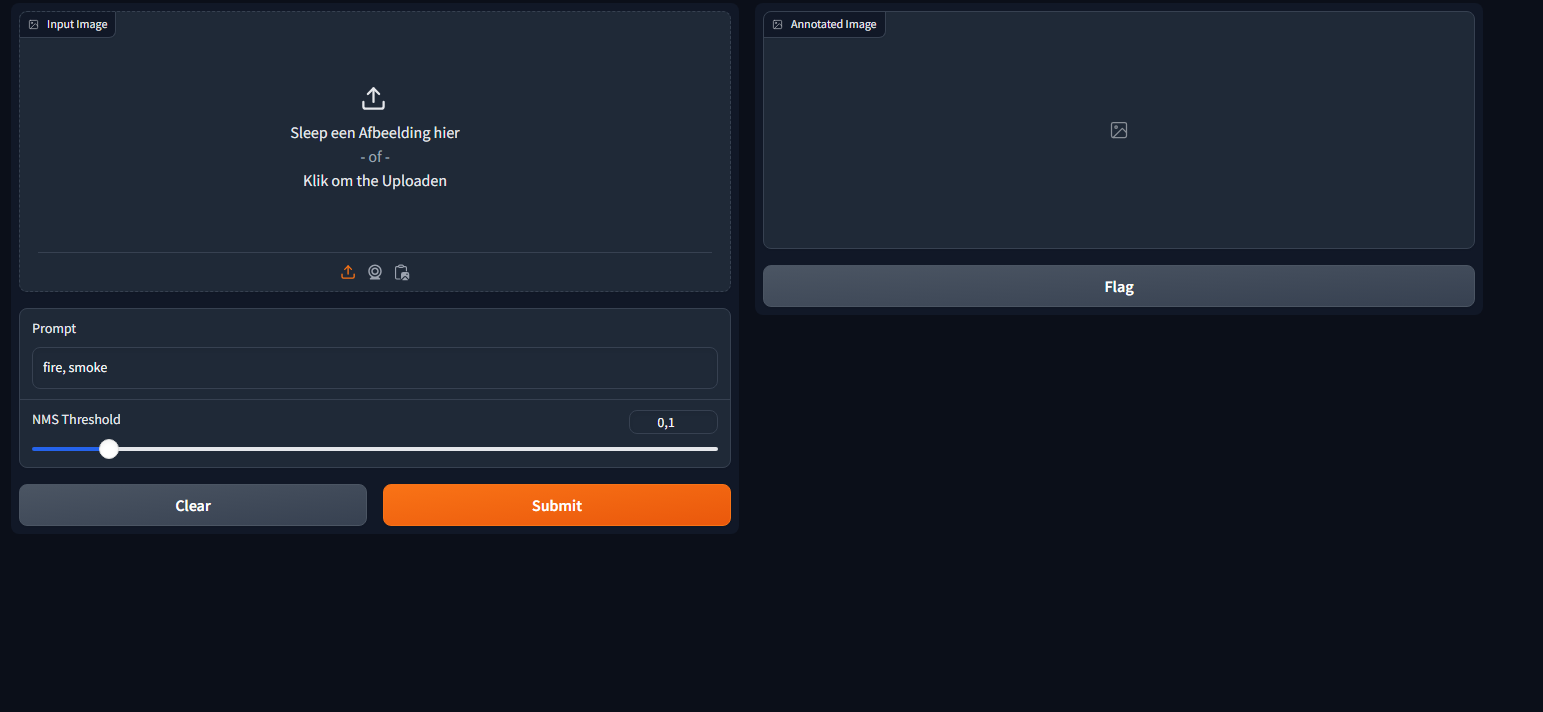 Input Image
Sleep een Afbeelding hier
- of -
Klik om the Uploaden
Prompt
fire, smoke
NMS Threshold
0,1
Clear
Submit
Annotated Image
Flag